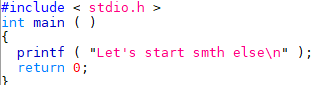 #include < stdio.h >
int main ( )
{
  printf ( "Let's start smth else\n" );
  return 0;
}